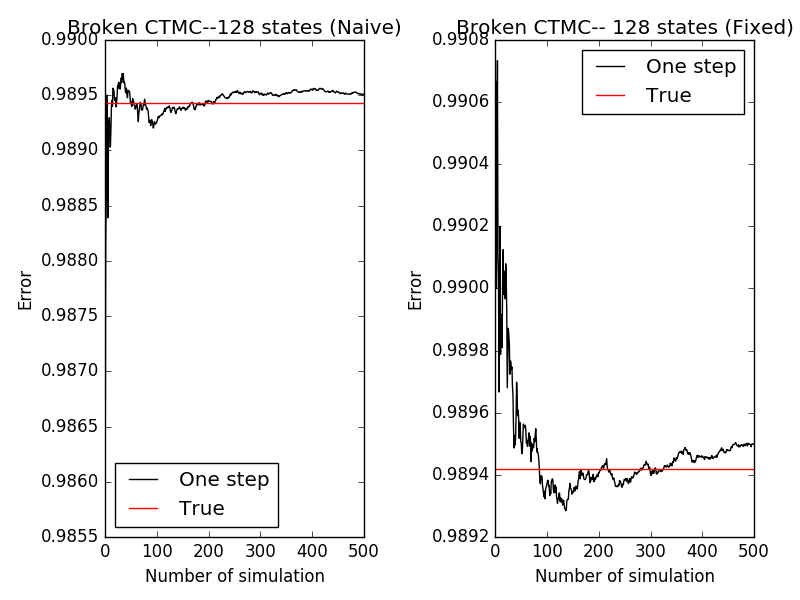 Broken CTMC--128 states (Naive)
0.9900
0.9895
0.9890
0.9885
0.9880
0.9875
0.9870
0.9865
0.9860
0.9855
Error
One step
True
0 100 200 300 400 500
Number of simulation
Broken CTMC-- 128 states (Fixed)
0.9908
0.9906
0.9904
0.9902
0.9900
0.9898
0.9896
0.9894
0.9892
Error
One step
True
0 100 200 300 400 500
Number of simulation